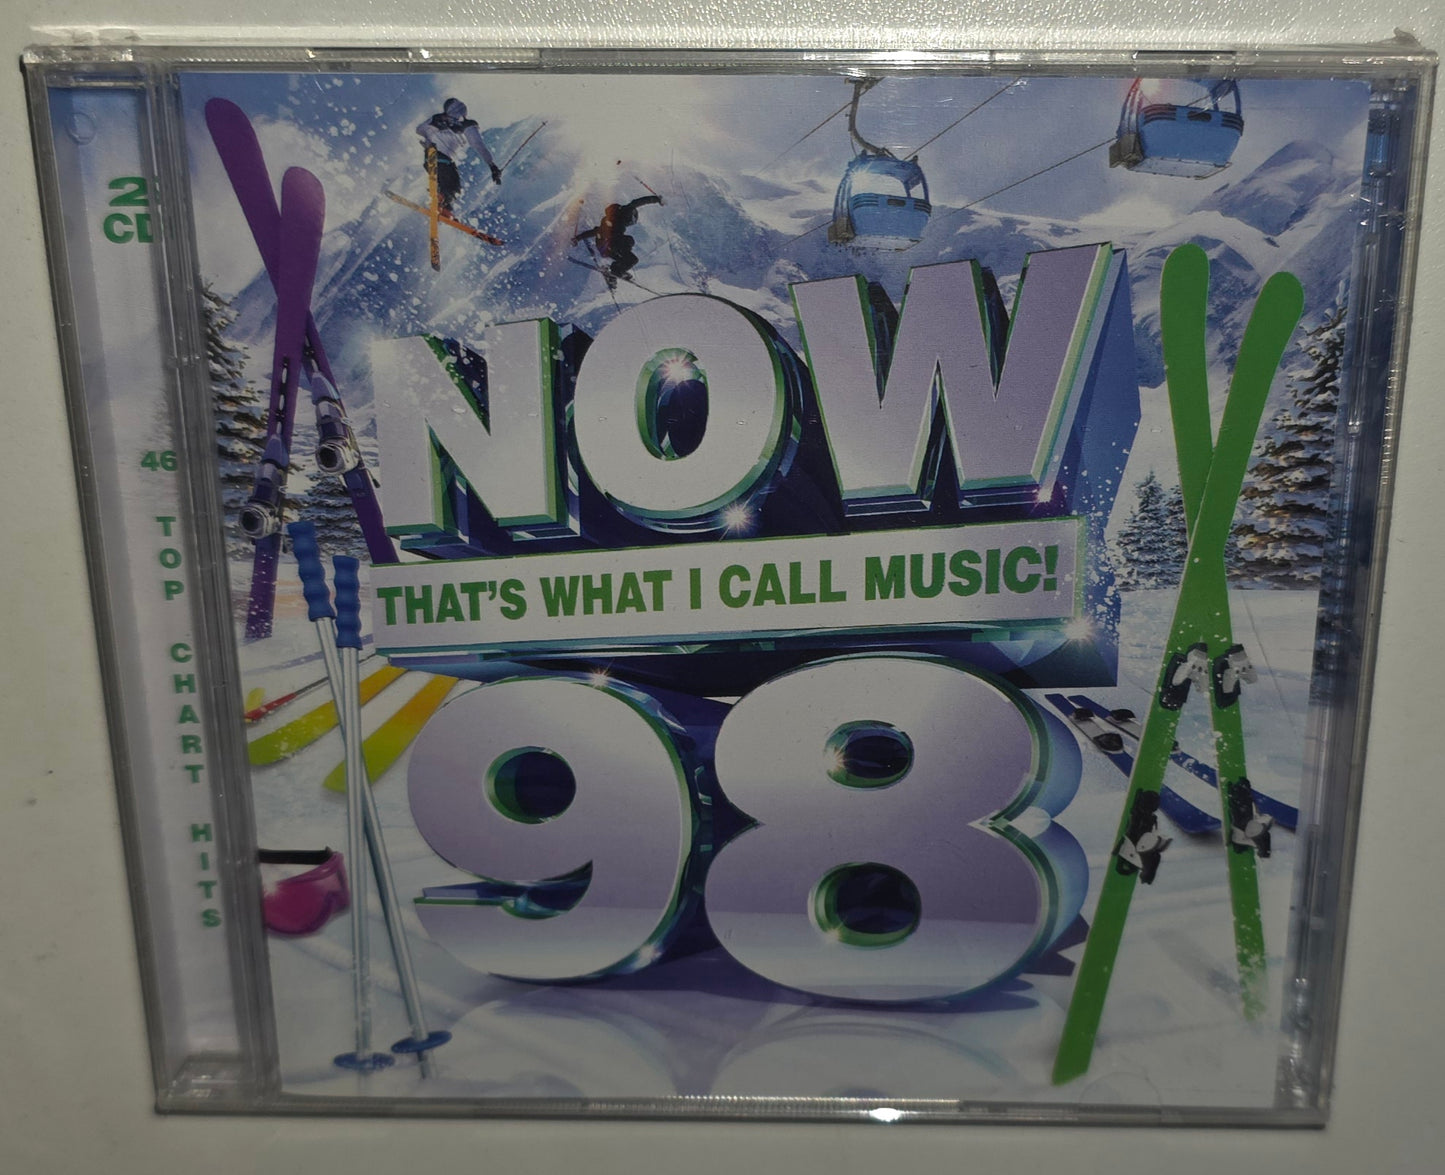 2
CD
46
TOP
CHART
HITS
NOW
THAT'S WHAT I CALL MUSIC!
98